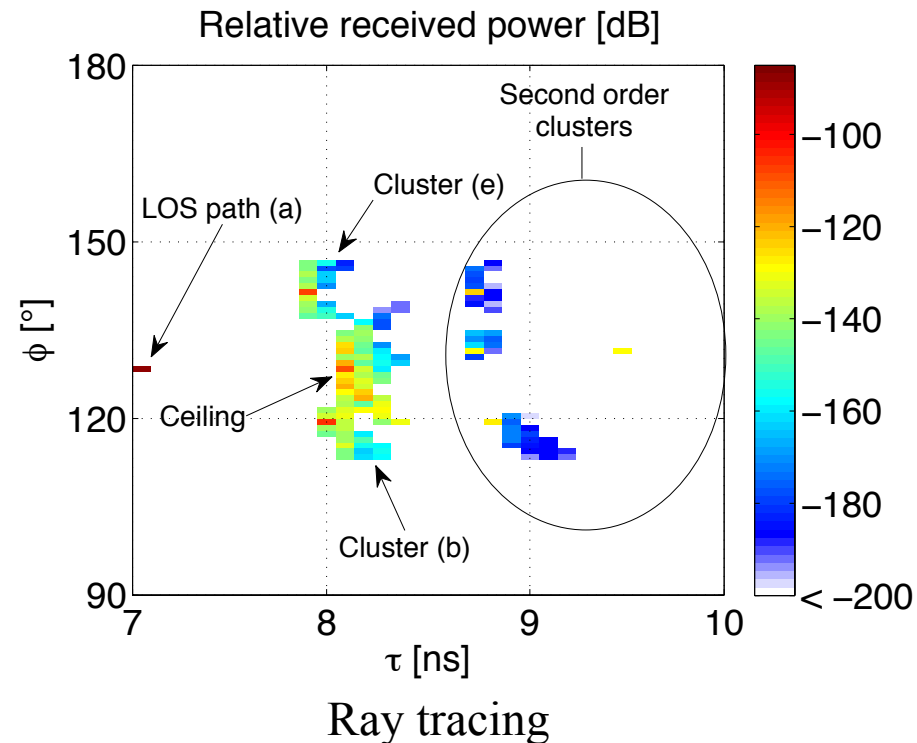 Relative received power [dB]
180
150
120
90
ϕ [°]
7
8
9
10
τ [ns]
Second order
clusters
Cluster (e)
LOS path (a)
Ceiling
Cluster (b)
−100
−120
−140
−160
−180
< −200
Ray tracing